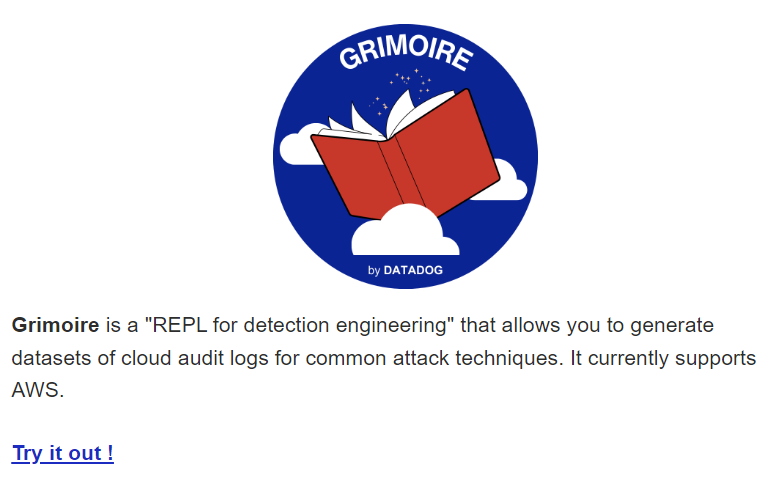 GRIMOIRE
by DATADOG
Grimoire is a "REPL for detection engineering" that allows you to generate
datasets of cloud audit logs for common attack techniques. It currently supports
AWS.
Try it out !